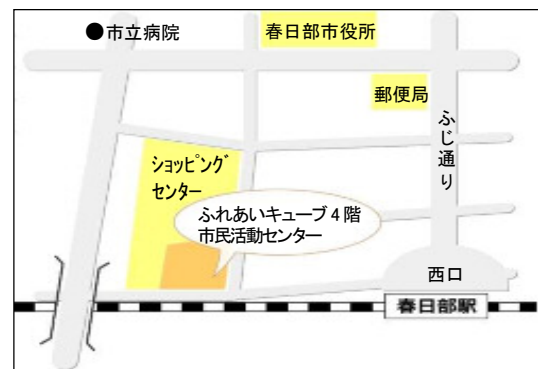 ●市立病院
春日部市役所
郵便局
ふじ通り
ショッピング
センター
ふれあいキューブ4階
市民活動センター
西口
春日部駅